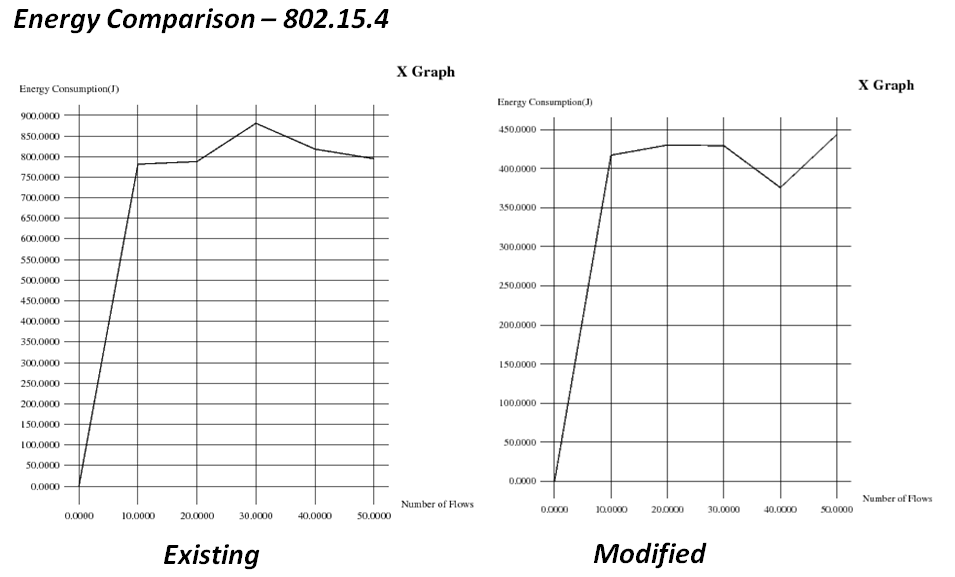 Energy Comparison – 802.15.4
X Graph
Energy Consumption(J)
900.0000
850.0000
800.0000
750.0000
700.0000
650.0000
600.0000
550.0000
500.0000
450.0000
400.0000
350.0000
300.0000
250.0000
200.0000
150.0000
100.0000
50.0000
0.0000
0.0000 10.0000 20.0000 30.0000 40.0000 50.0000
Number of Flows
Existing
X Graph
Energy Consumption(J)
450.0000
400.0000
350.0000
300.0000
250.0000
200.0000
150.0000
100.0000
50.0000
0.0000
0.0000 10.0000 20.0000 30.0000 40.0000 50.0000
Number of Flows
Modified